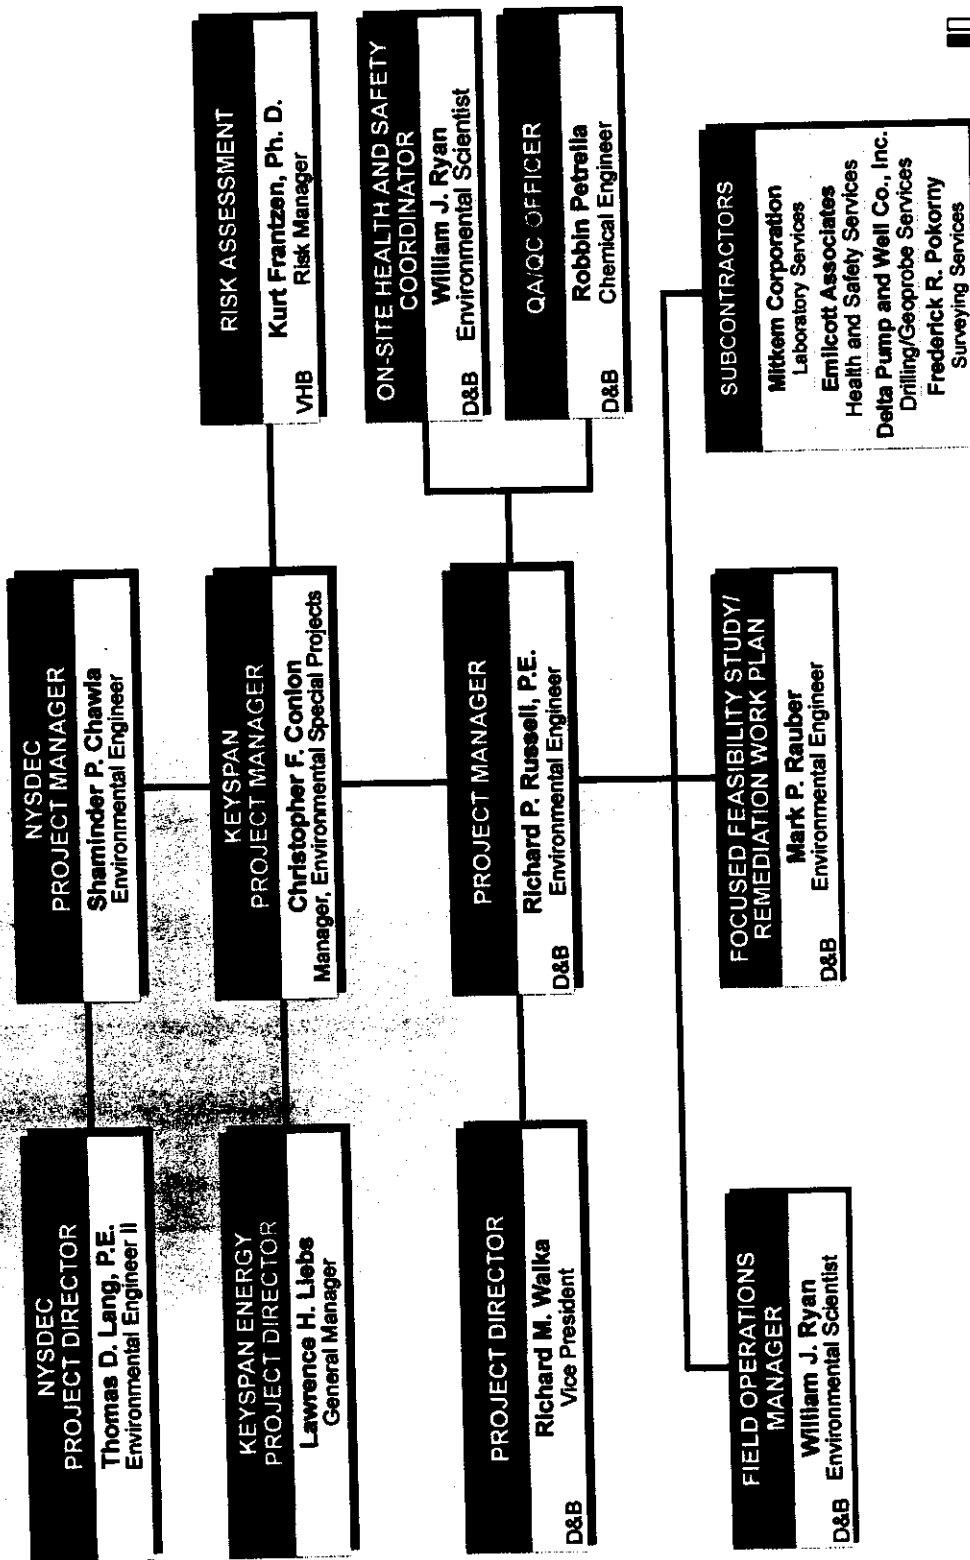 NYSDEC
PROJECT DIRECTOR
Thomas D. Lang, P.E.
Environmental Engineer II
NYSDEC
PROJECT MANAGER
Shaminder P. Chawla
Environmental Engineer
KEYSPAN ENERGY
PROJECT DIRECTOR
Lawrence H. Liebs
General Manager
KEYSPAN
PROJECT MANAGER
Christopher F. Conlon
Manager, Environmental Special Projects
RISK ASSESSMENT
Kurt Frantzen, Ph. D.
VHB Risk Manager
PROJECT DIRECTOR
Richard M. Walka
D&B Vice President
PROJECT MANAGER
Richard P. Russell, P.E.
D&B Environmental Engineer
ON-SITE HEALTH AND SAFETY
COORDINATOR
William J. Ryan
D&B Environmental Scientist
QA/QC OFFICER
Robbin Petrella
D&B Chemical Engineer
FIELD OPERATIONS
MANAGER
William J. Ryan
D&B Environmental Scientist
FOCUSED FEASIBILITY STUDY/
REMEDIATION WORK PLAN
Mark P. Rauber
D&B Environmental Engineer
SUBCONTRACTORS
Mitkem Corporation
Laboratory Services
Emilcott Associates
Health and Safety Services
Delta Pump and Well Co., Inc.
Drilling/Geoprobe Services
Frederick R. Pokorny
Surveying Services